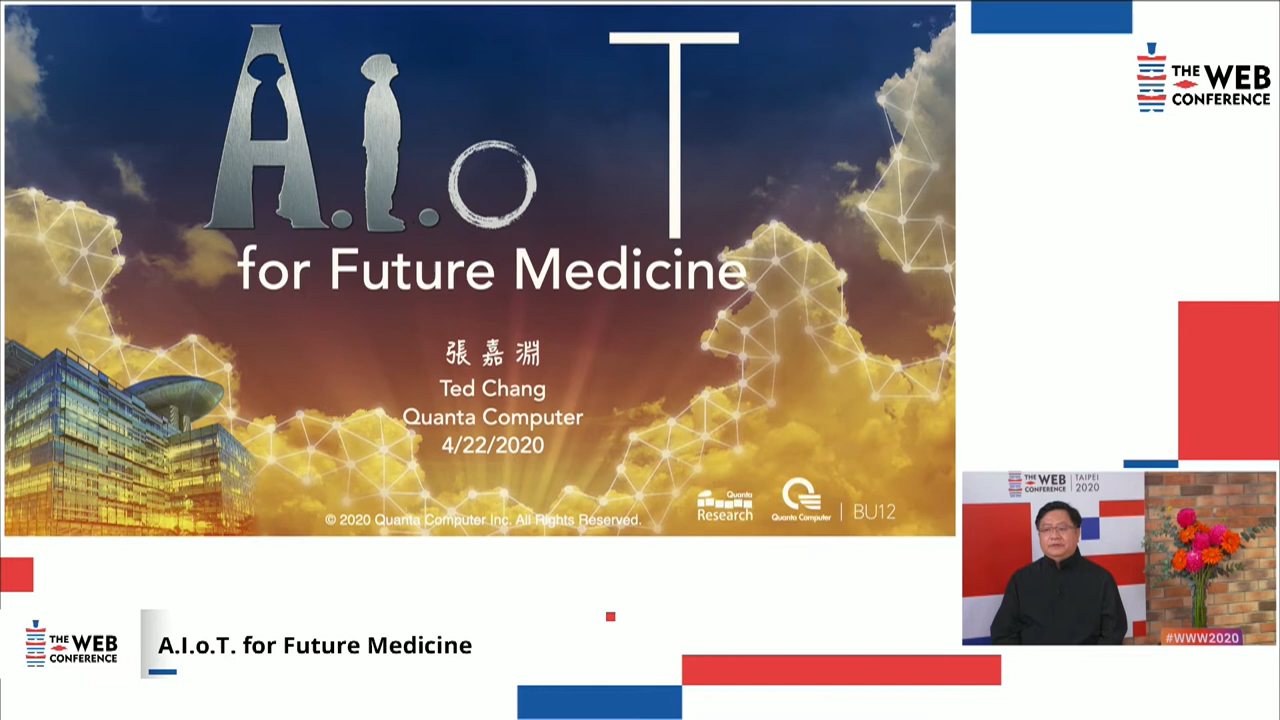 A.I.o T
for Future Medicine
張嘉淵
Ted Chang
Quanta Computer
4/22/2020
© 2020 Quanta Computer Inc. All Rights Reserved.
Quanta
Research
Quanta Computer
BU12
THE WEB
CONFERENCE
THE WEB
CONFERENCE
TAIPEI
2020
#WWW2020
THE WEB
CONFERENCE
A.I.o.T. for Future Medicine